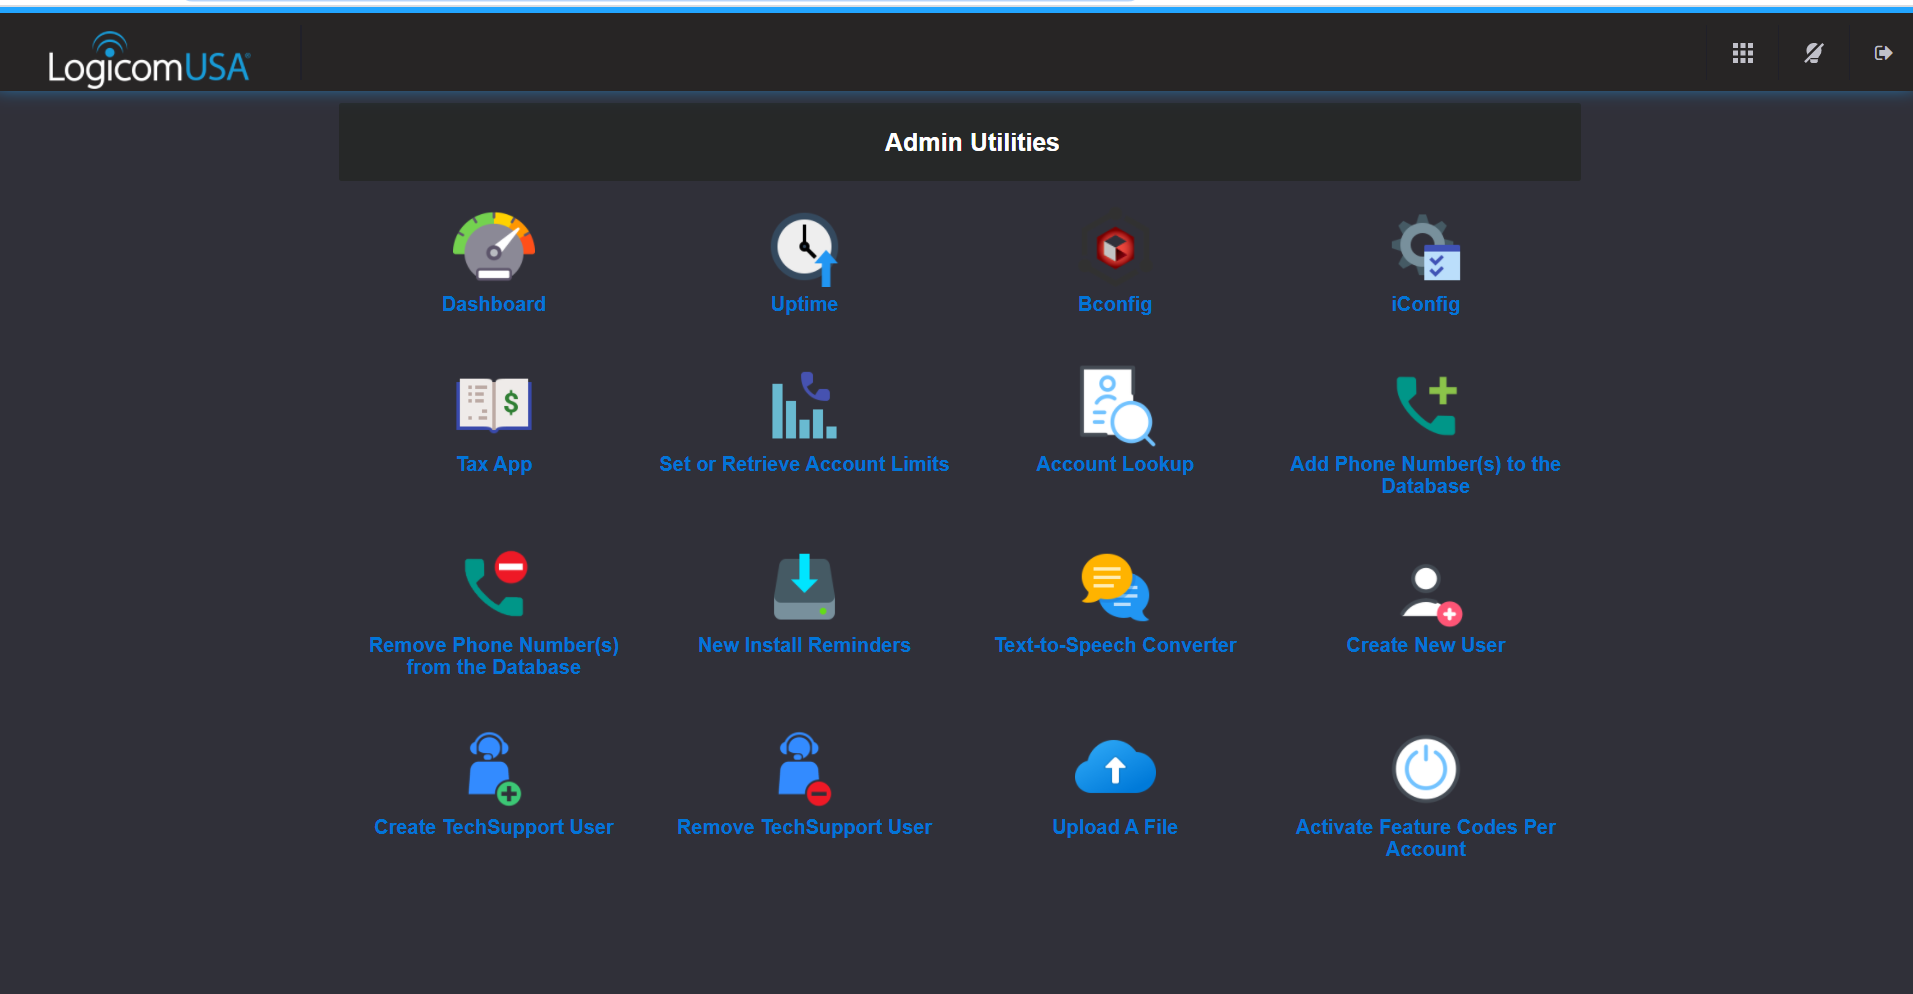 LogicomUSA®
Admin Utilities
Dashboard
Uptime
Bconfig
iConfig
$
Tax App
Set or Retrieve Account Limits
Account Lookup
Add Phone Number(s) to the
Database
Remove Phone Number(s)
from the Database
New Install Reminders
Text-to-Speech Converter
Create New User
Create TechSupport User
Remove TechSupport User
Upload A File
Activate Feature Codes Per
Account